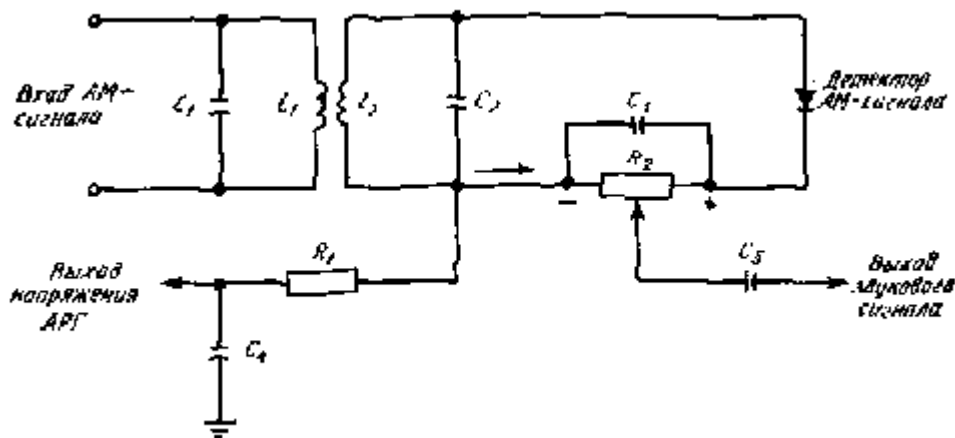 Вход АМ-
сигнала
C₁
L₁
L₂
C₂
Детектор
АМ-сигнала
C₃
R₂
−
+
R₁
C₅
Выход
напряжения
АРГ
Выход
звукового
сигнала
C₄